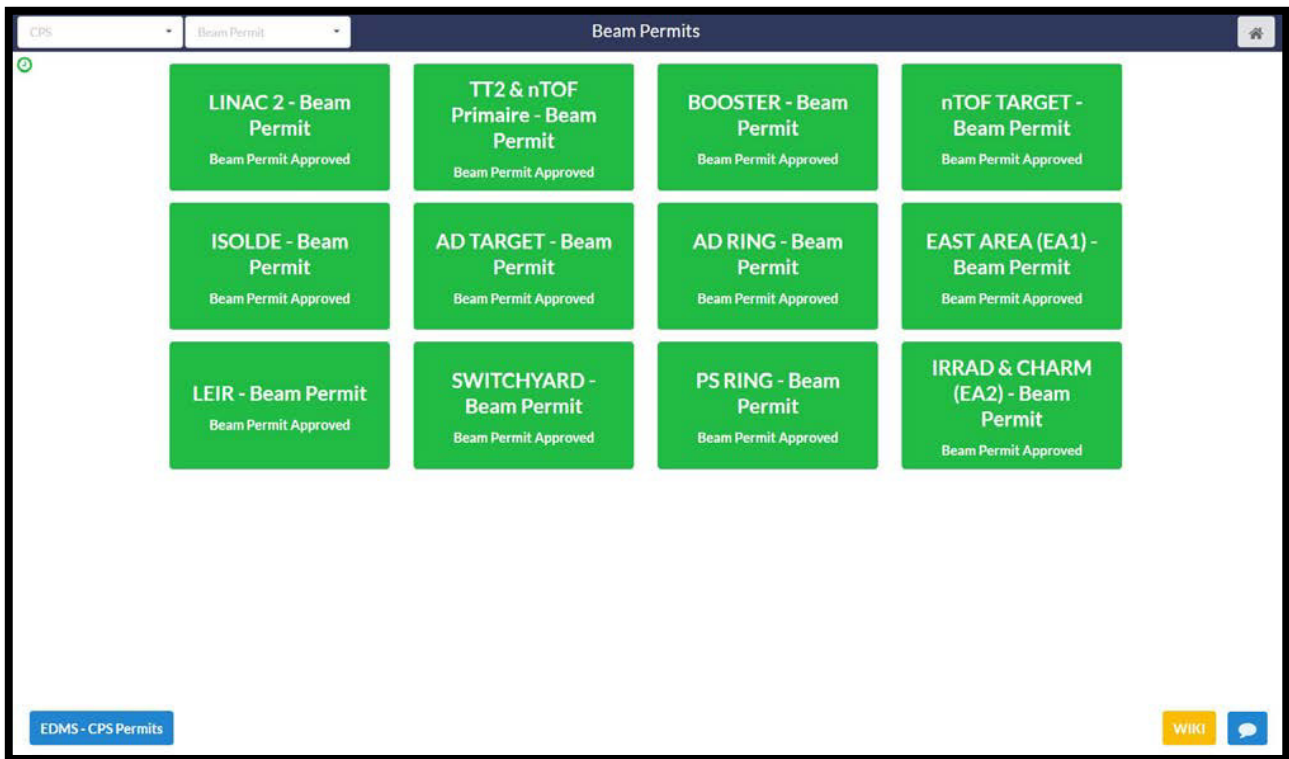 CPS
Beam Permit
Beam Permits
LINAC 2 - Beam
Permit
Beam Permit Approved
TT2 & nTOF
Primaire - Beam
Permit
Beam Permit Approved
BOOSTER - Beam
Permit
Beam Permit Approved
nTOF TARGET -
Beam Permit
Beam Permit Approved
ISOLDE - Beam
Permit
Beam Permit Approved
AD TARGET - Beam
Permit
Beam Permit Approved
AD RING - Beam
Permit
Beam Permit Approved
EAST AREA (EA1) -
Beam Permit
Beam Permit Approved
LEIR - Beam Permit
Beam Permit Approved
SWITCHYARD -
Beam Permit
Beam Permit Approved
PS RING - Beam
Permit
Beam Permit Approved
IRRAD & CHARM
(EA2) - Beam
Permit
Beam Permit Approved
EDMS - CPS Permits
WIKI